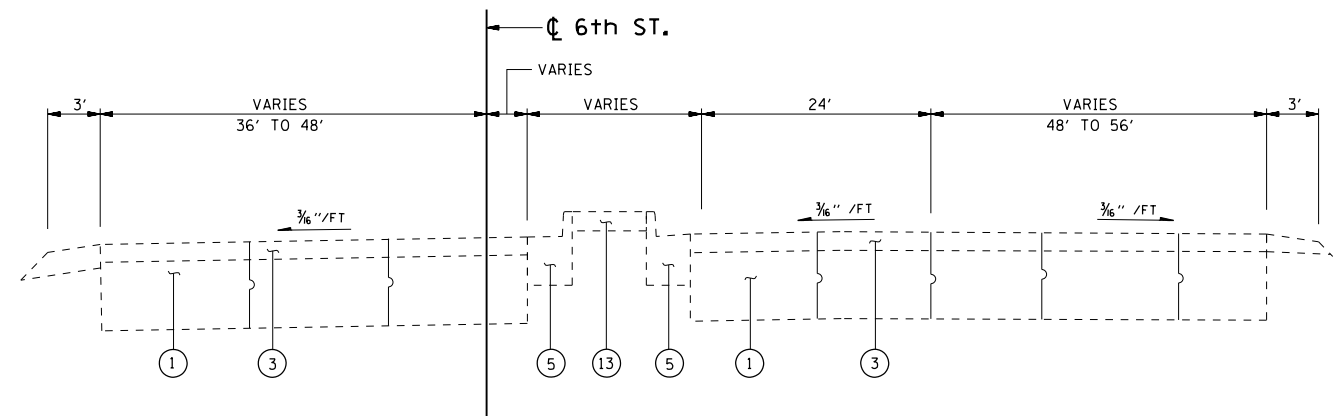 ℄ 6th ST.
VARIES
3' VARIES VARIES 24' VARIES 3'
36' TO 48' 48' TO 56'
3/16"/FT 3/16" /FT 3/16" /FT
1 3 5 13 5 1 3